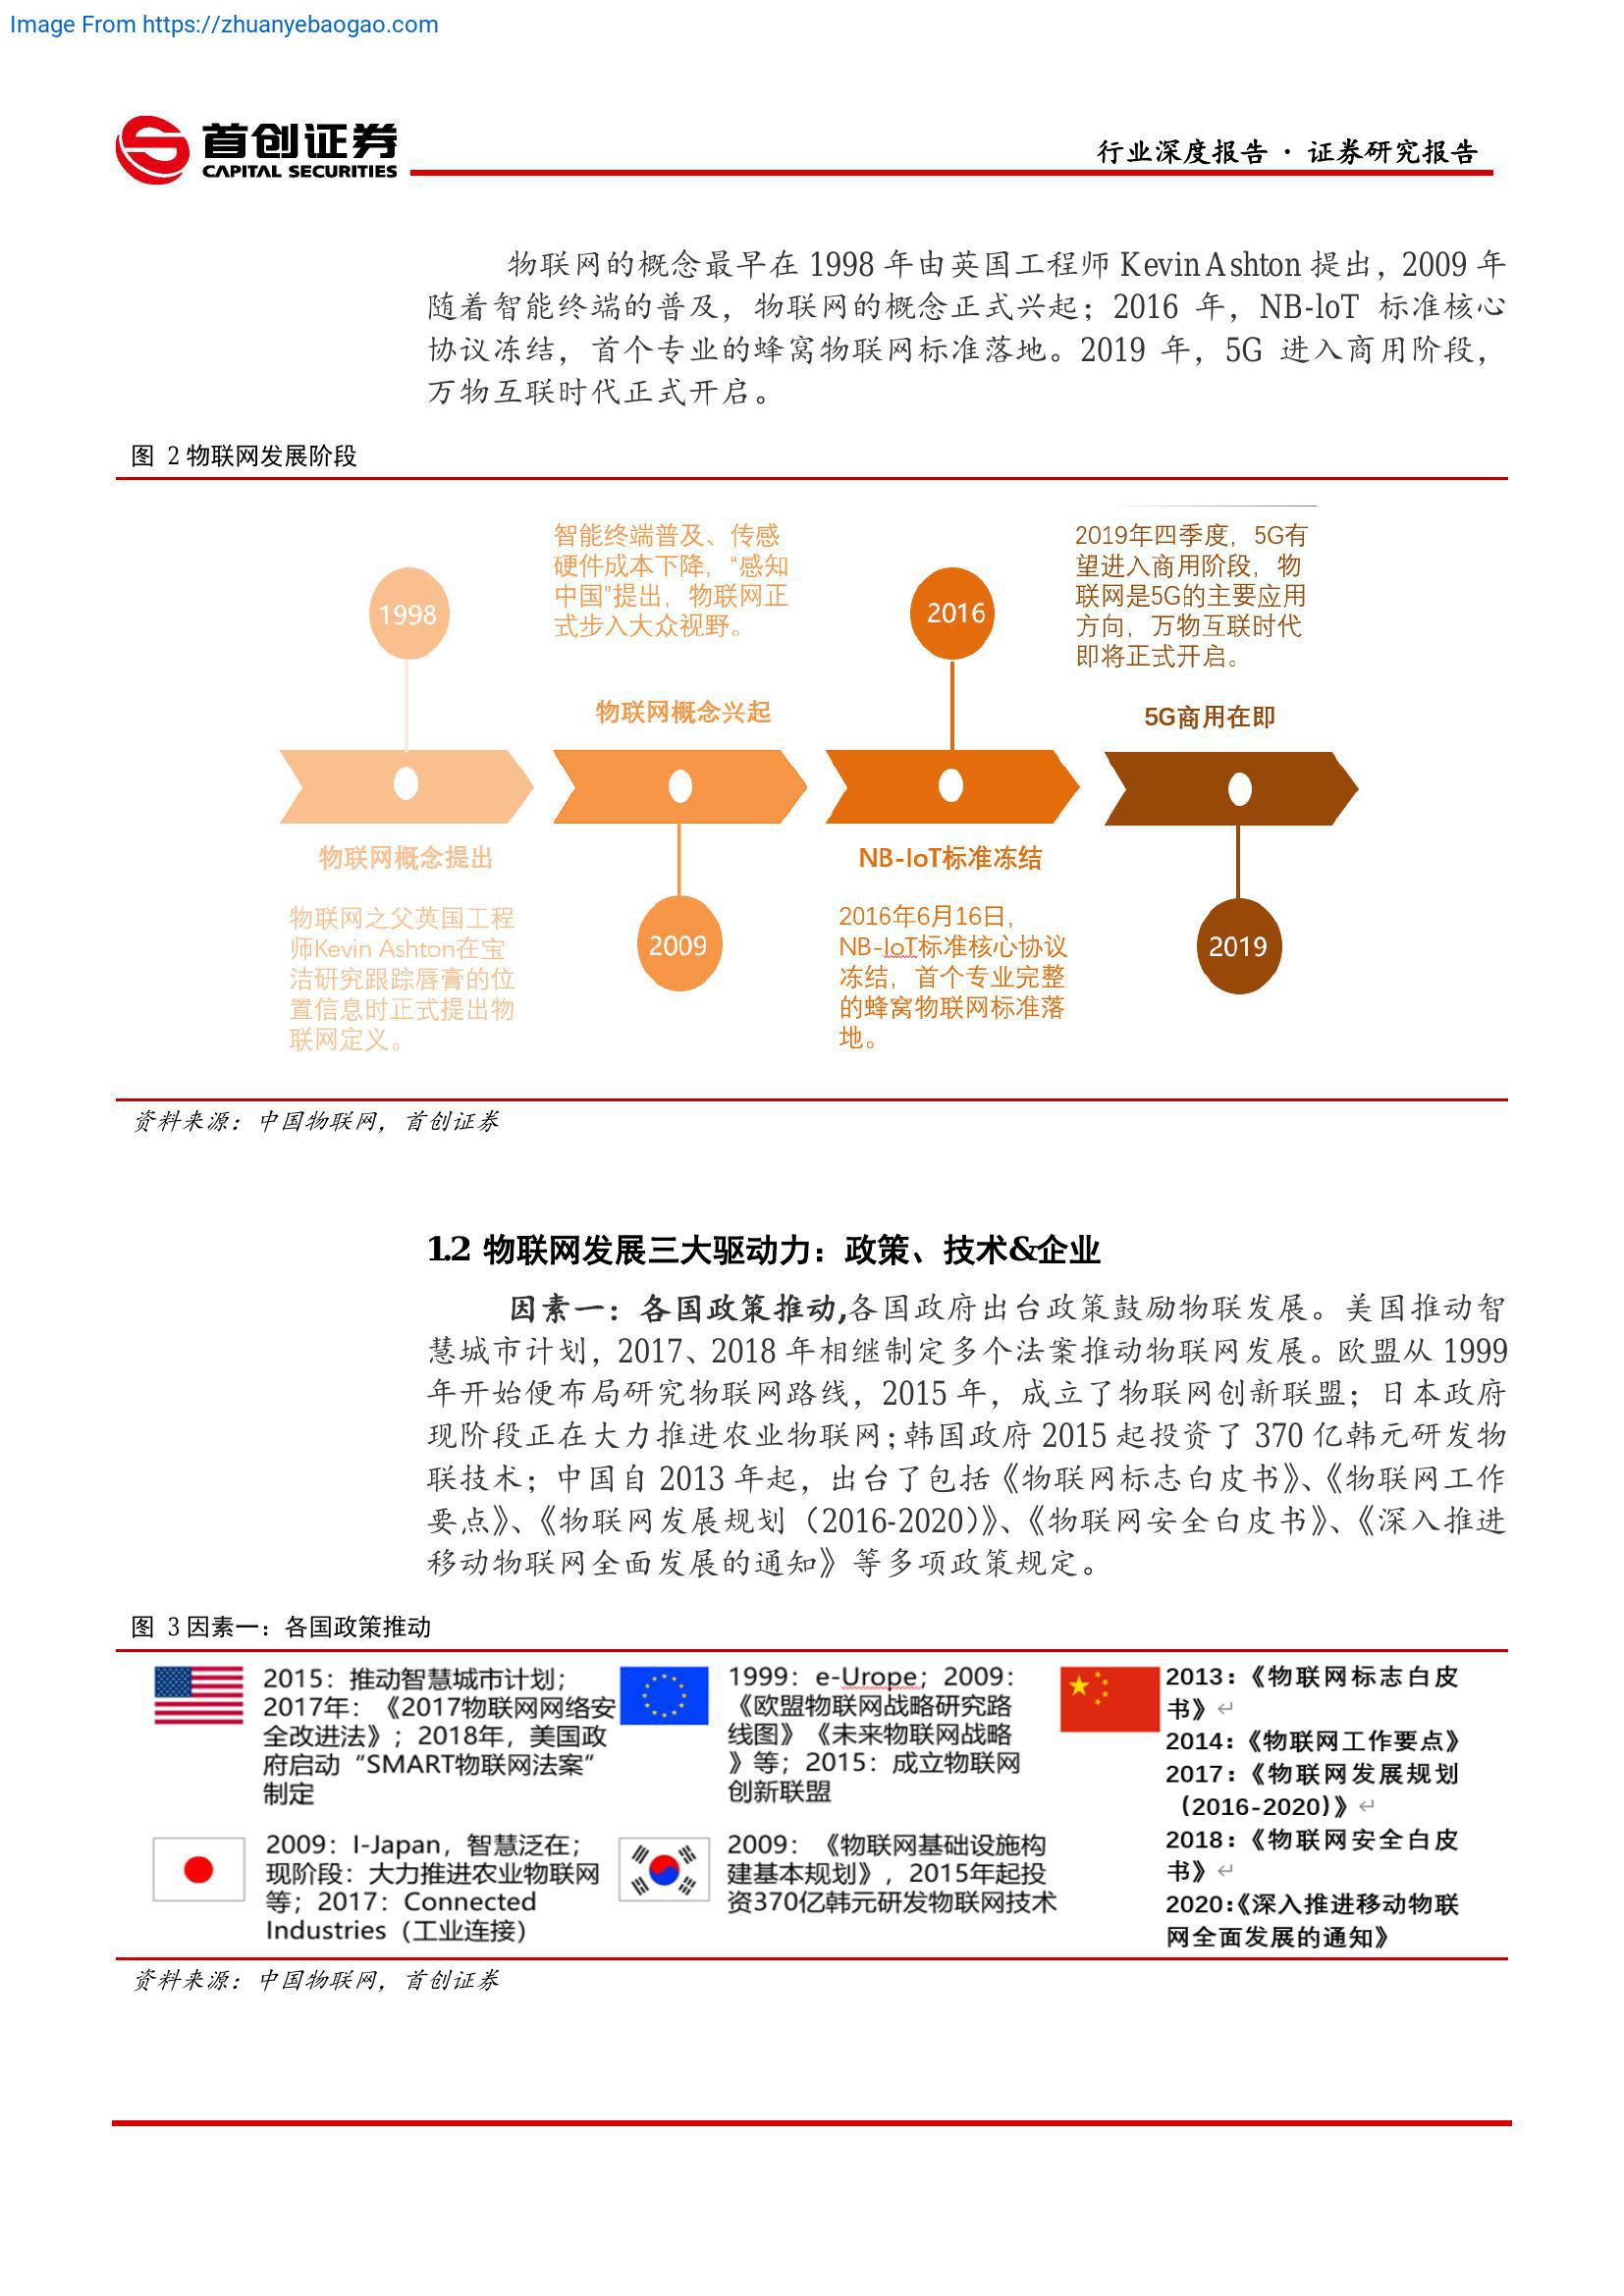 Image From https://zhuanyebaogao.com
首创证券
CAPITAL SECURITIES
行业深度报告 · 证券研究报告
物联网的概念最早在 1998 年由英国工程师 Kevin Ashton 提出，2009 年
随着智能终端的普及，物联网的概念正式兴起；2016 年，NB-loT 标准核心
协议冻结，首个专业的蜂窝物联网标准落地。2019 年，5G 进入商用阶段，
万物互联时代正式开启。
图 2 物联网发展阶段
1998
物联网概念提出
物联网之父英国工程
师Kevin Ashton在宝
洁研究跟踪唇膏的位
置信息时正式提出物
联网定义。
智能终端普及、传感
硬件成本下降，“感知
中国”提出，物联网正
式步入大众视野。
物联网概念兴起
2009
2016
NB-IoT标准冻结
2016年6月16日，
NB-IoT标准核心协议
冻结，首个专业完整
的蜂窝物联网标准落
地。
2019年四季度，5G有
望进入商用阶段，物
联网是5G的主要应用
方向，万物互联时代
即将正式开启。
5G商用在即
2019
资料来源：中国物联网，首创证券
1.2 物联网发展三大驱动力：政策、技术&企业
因素一：各国政策推动,各国政府出台政策鼓励物联发展。美国推动智
慧城市计划，2017、2018 年相继制定多个法案推动物联网发展。欧盟从 1999
年开始便布局研究物联网路线，2015 年，成立了物联网创新联盟；日本政府
现阶段正在大力推进农业物联网；韩国政府 2015 起投资了 370 亿韩元研发物
联技术；中国自 2013 年起，出台了包括《物联网标志白皮书》、《物联网工作
要点》、《物联网发展规划（2016-2020）》、《物联网安全白皮书》、《深入推进
移动物联网全面发展的通知》等多项政策规定。
图 3 因素一：各国政策推动
2015：推动智慧城市计划；
2017年：《2017物联网网络安
全改进法》；2018年，美国政
府启动“SMART物联网法案”
制定
1999：e-Urope；2009：
《欧盟物联网战略研究路
线图》《未来物联网战略
》等；2015：成立物联网
创新联盟
2009：I-Japan，智慧泛在；
现阶段：大力推进农业物联网
等；2017：Connected
Industries（工业连接）
2009：《物联网基础设施构
建基本规划》，2015年起投
资370亿韩元研发物联网技术
2013：《物联网标志白皮
书》↵
2014：《物联网工作要点》
2017：《物联网发展规划
（2016-2020）》↵
2018：《物联网安全白皮
书》↵
2020：《深入推进移动物联
网全面发展的通知》
资料来源：中国物联网，首创证券